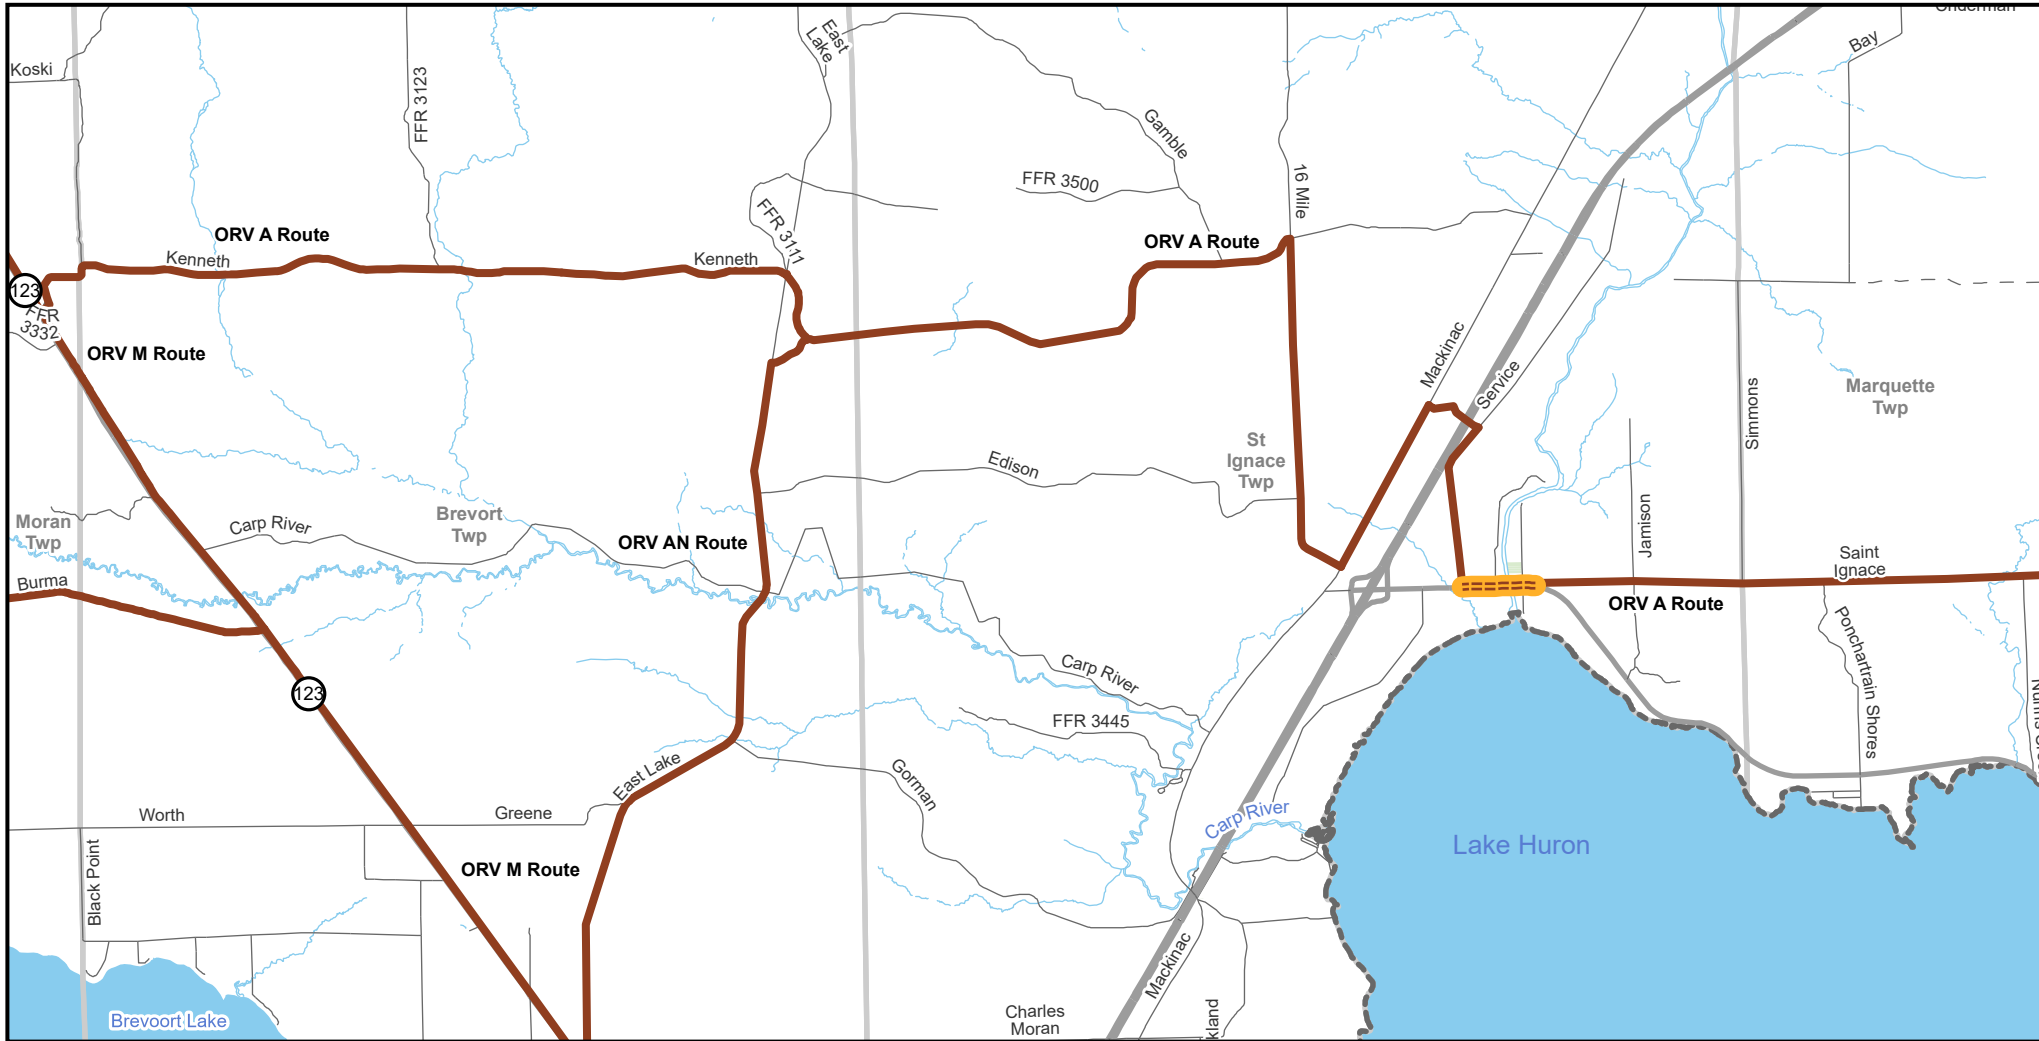 Onderman
East
Lake
Bay
Koski
FFR 3123
Gamble
FFR 3500
16 Mile
FFR 3111
ORV A Route
Kenneth
Kenneth
ORV A Route
123
FFR
3332
ORV M Route
Mackinac
Service
Marquette
Twp
Simmons
St
Ignace
Twp
Edison
Moran
Twp
Carp River
Brevort
Twp
ORV AN Route
Jamison
Saint
Ignace
Burma
ORV A Route
Ponchartrain Shores
Carp River
123
FFR 3445
East Lake
Gorman
Worth
Greene
Carp River
Lake Huron
Black Point
ORV M Route
Mackinac
Brevoort Lake
Charles
Moran
kland